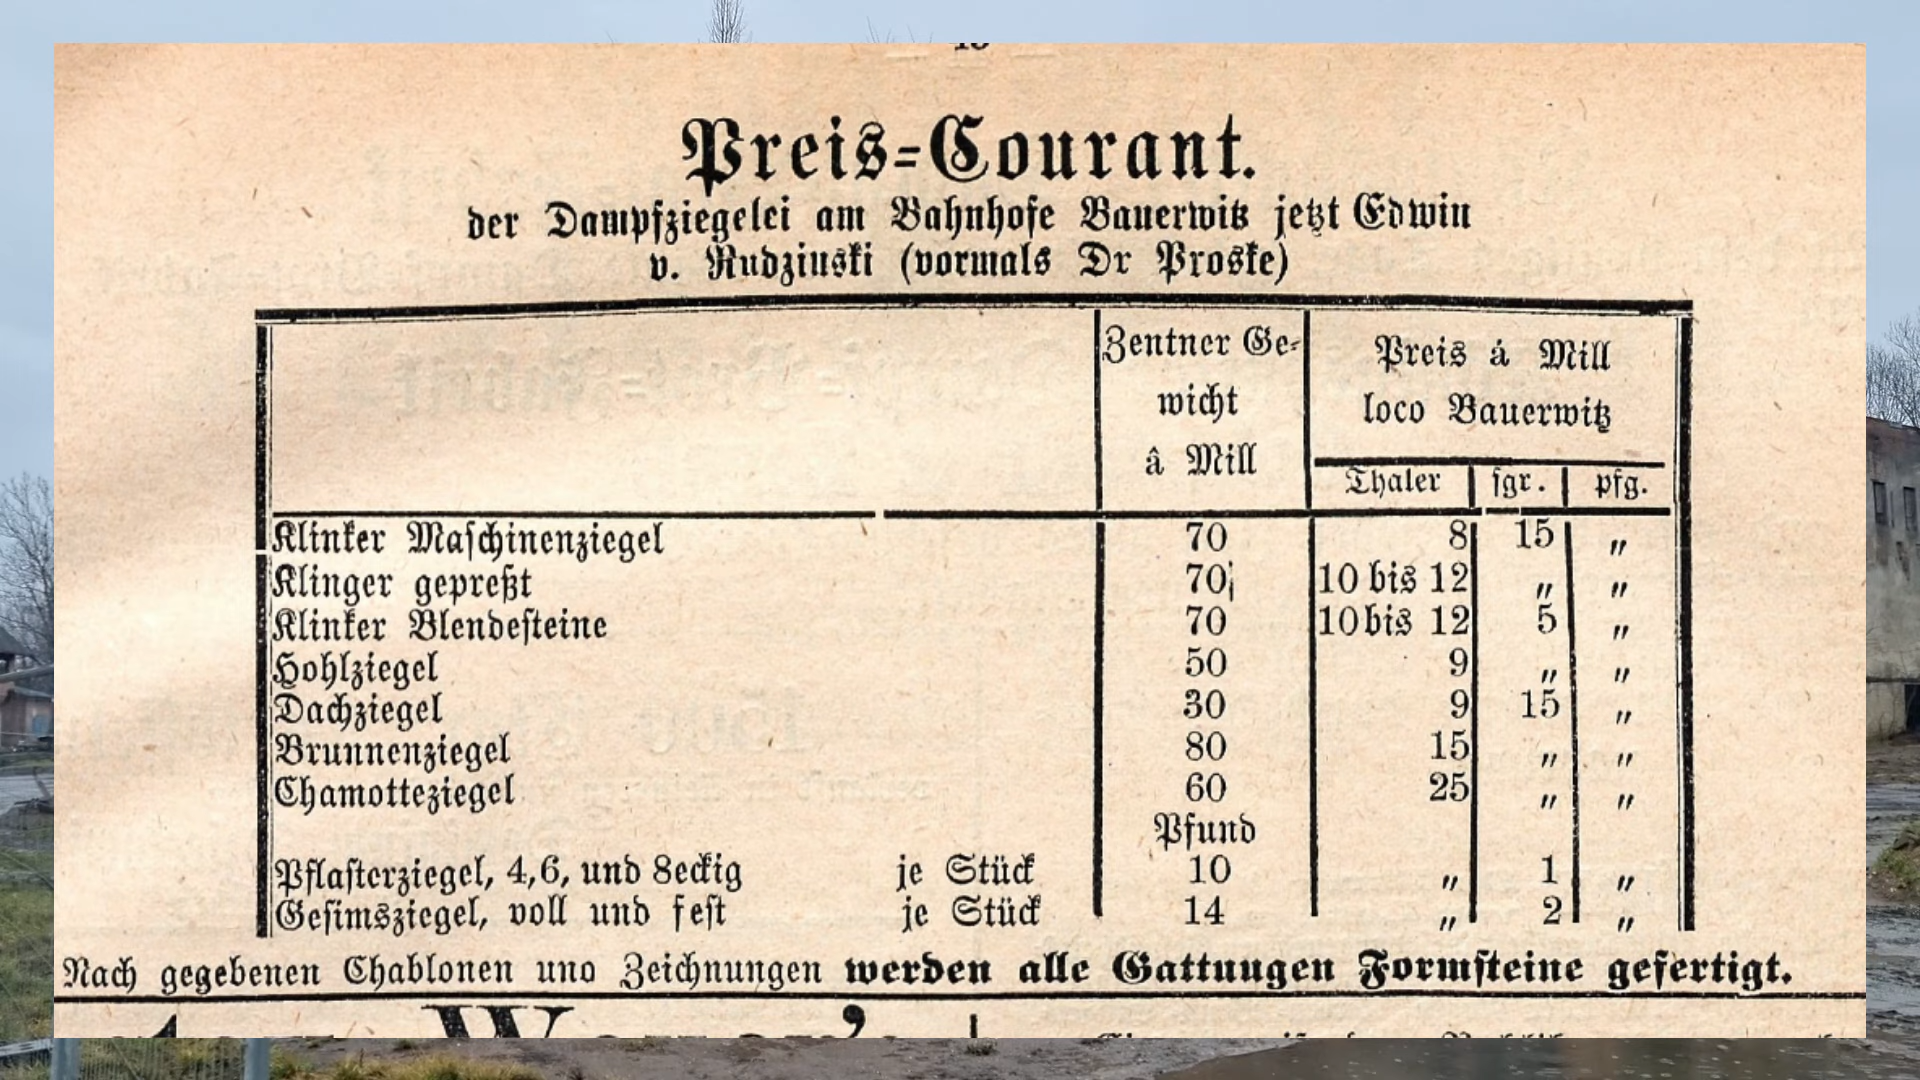 Preis-Courant.
der Dampfziegelei am Bahnhofe Bauerwitz jetzt Edwin
v. Rudzinski (vormals Dr Proske)
Zentner Ge-
wicht
â Mill
Preis á Mill
loco Bauerwitz
Thaler ſgr. pfg.
Klinker Maſchinenziegel 70 8 15 „
Klinger gepreßt 70 10 bis 12 „ „
Klinker Blendeſteine 70 10 bis 12 5 „
Hohlziegel 50 9 „ „
Dachziegel 30 9 15 „
Brunnenziegel 80 15 „ „
Chamotteziegel 60 25 „ „
Pfund
Pflaſterziegel, 4,6, und 8eckig je Stück 10 „ 1 „
Geſimsziegel, voll und feſt je Stück 14 „ 2 „
Nach gegebenen Chablonen und Zeichnungen werden alle Gattungen Formſteine gefertigt.